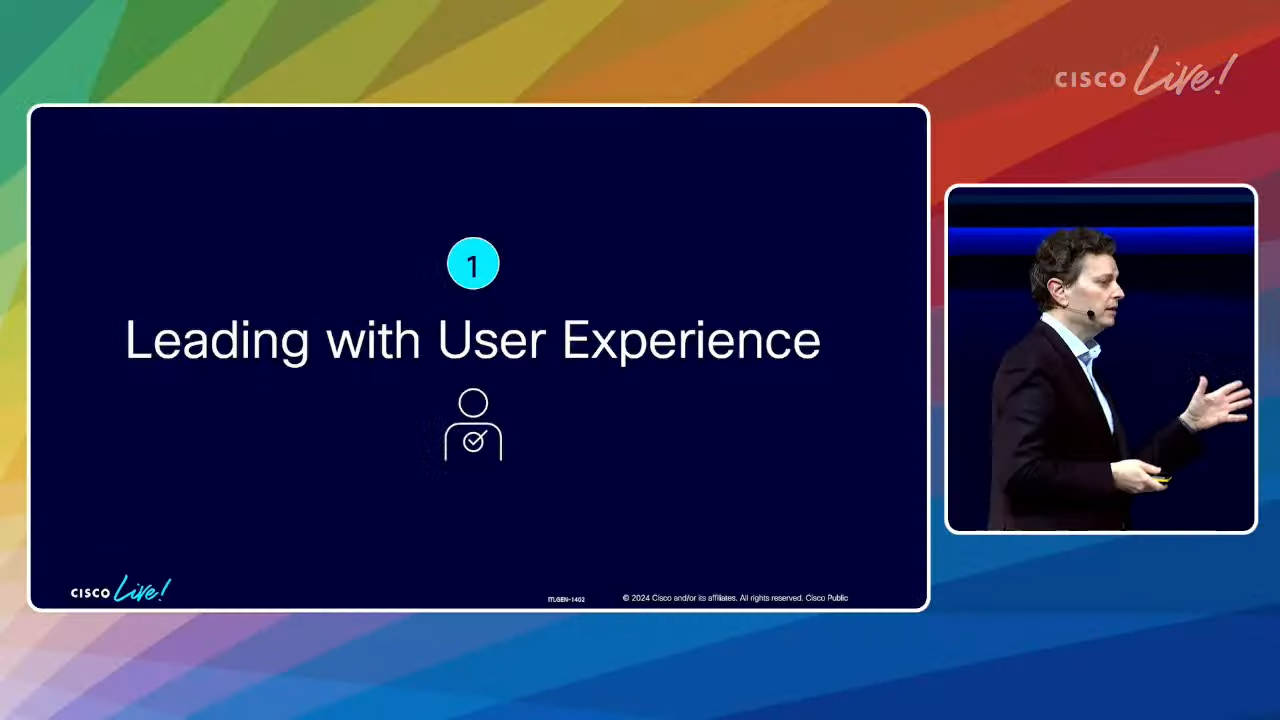 CISCO Live!
1
Leading with User Experience
CISCO Live!
ITLGEN-1402
© 2024 Cisco and/or its affiliates. All rights reserved. Cisco Public